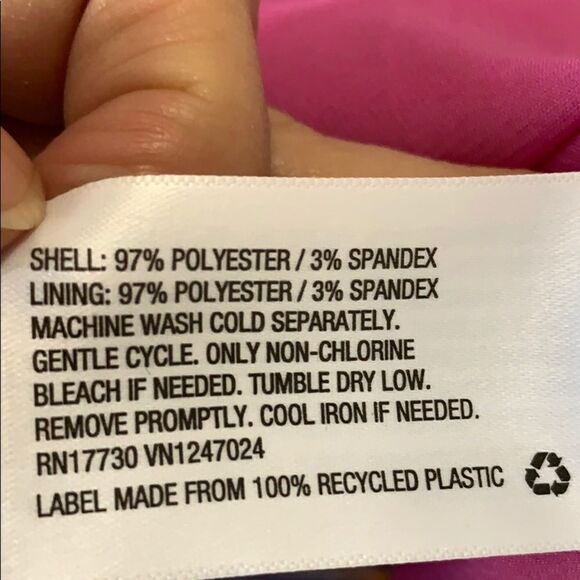 SHELL: 97% POLYESTER / 3% SPANDEX
LINING: 97% POLYESTER / 3% SPANDEX
MACHINE WASH COLD SEPARATELY.
GENTLE CYCLE. ONLY NON-CHLORINE
BLEACH IF NEEDED. TUMBLE DRY LOW.
REMOVE PROMPTLY. COOL IRON IF NEEDED.
RN17730 VN1247024
LABEL MADE FROM 100% RECYCLED PLASTIC